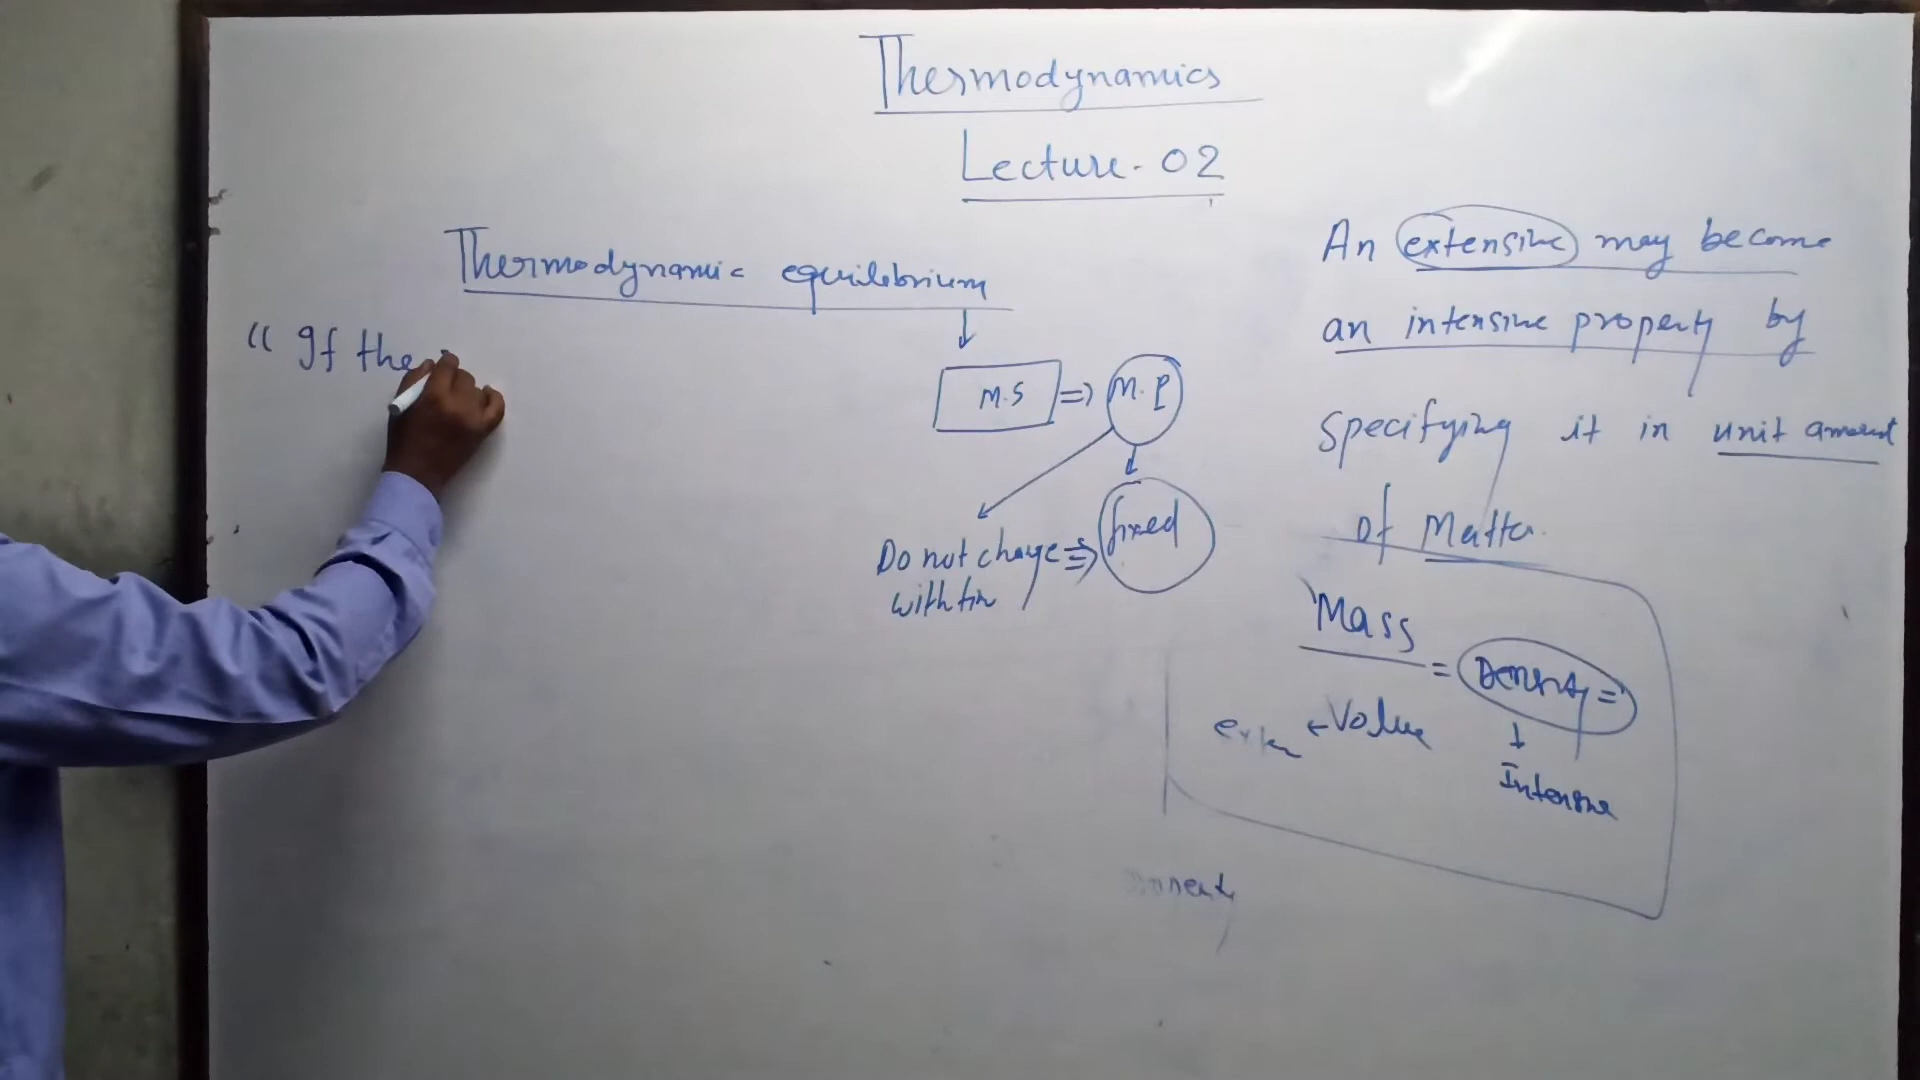 Thermodynamics
Lecture - 02
Thermodynamic equilibrium
" If the
M.S => M.P
Do not change => fixed
with
An extensive may become
an intensive property by
specifying it in unit amount
of Matter.
Mass
= Density =
exten ← Volume
↓
Intensive